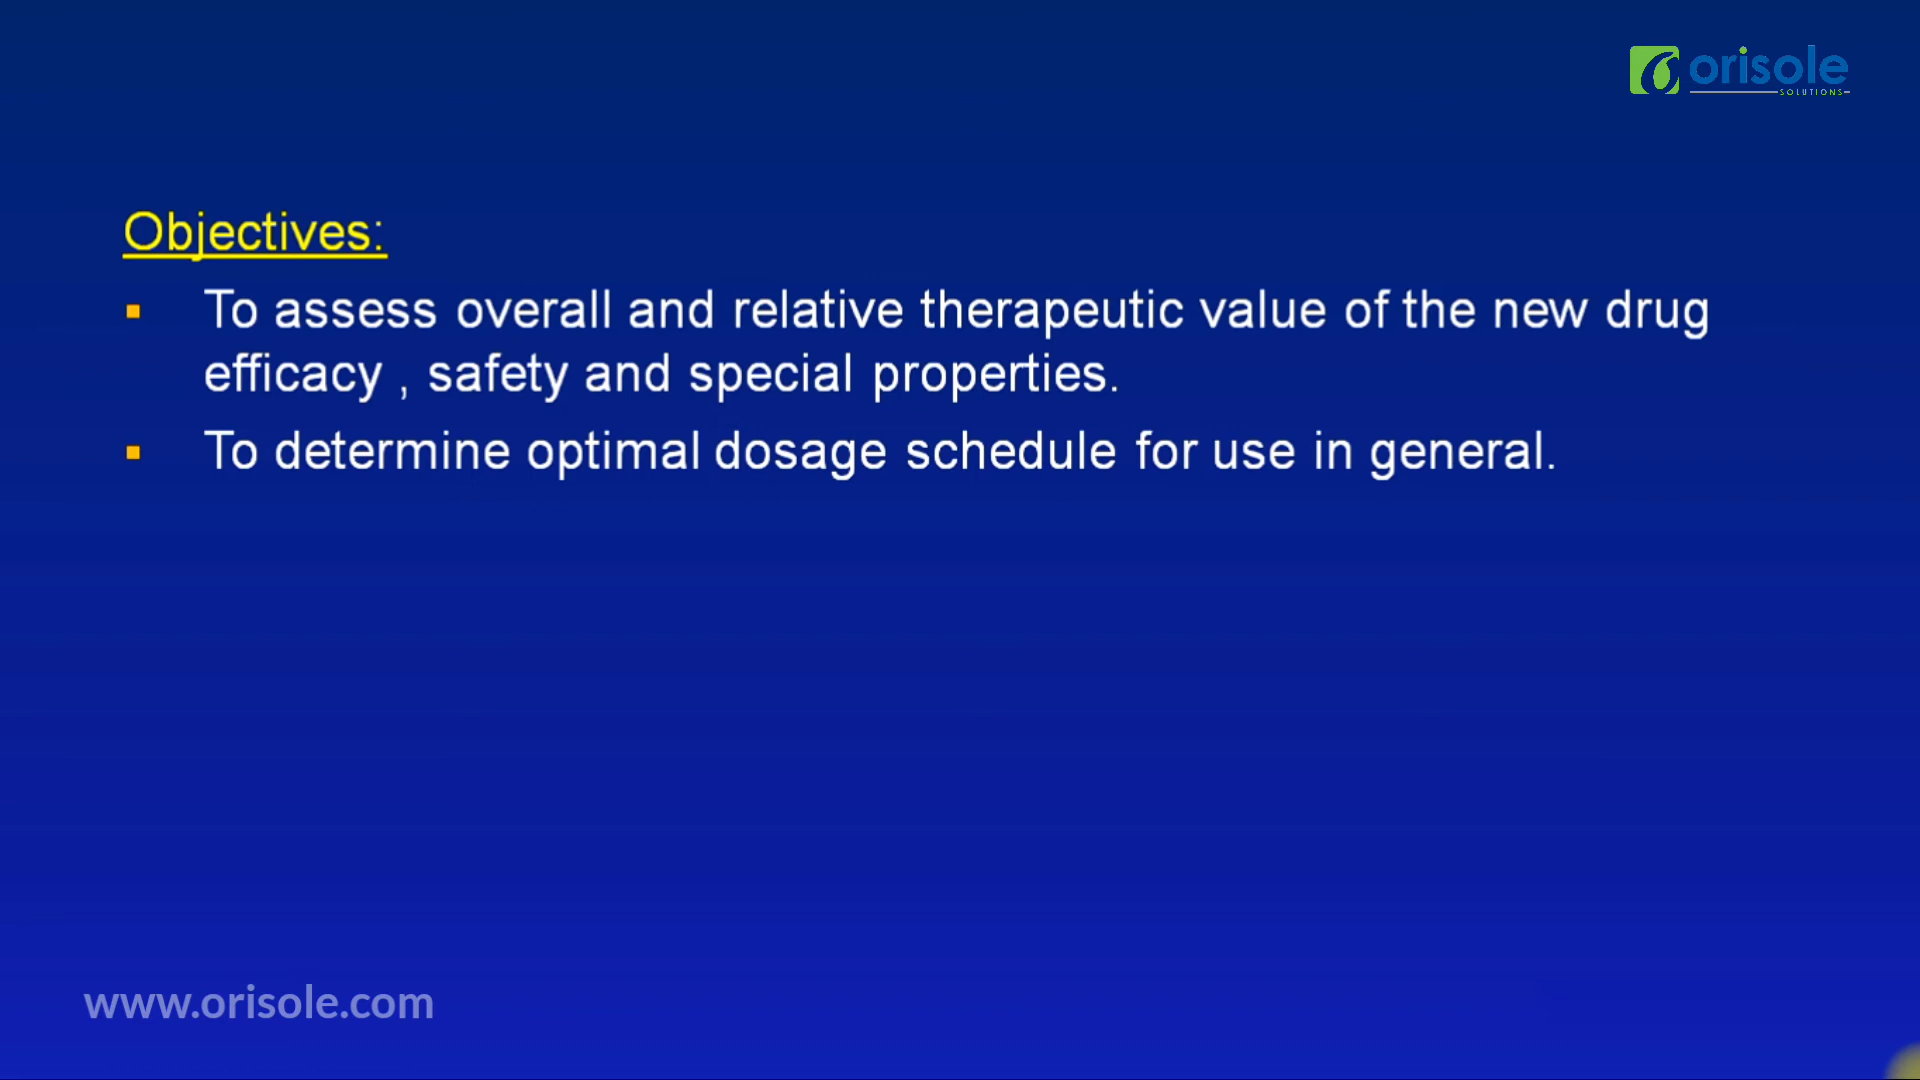 orisole
SOLUTIONS
Objectives:
▪ To assess overall and relative therapeutic value of the new drug
efficacy , safety and special properties.
▪ To determine optimal dosage schedule for use in general.
www.orisole.com